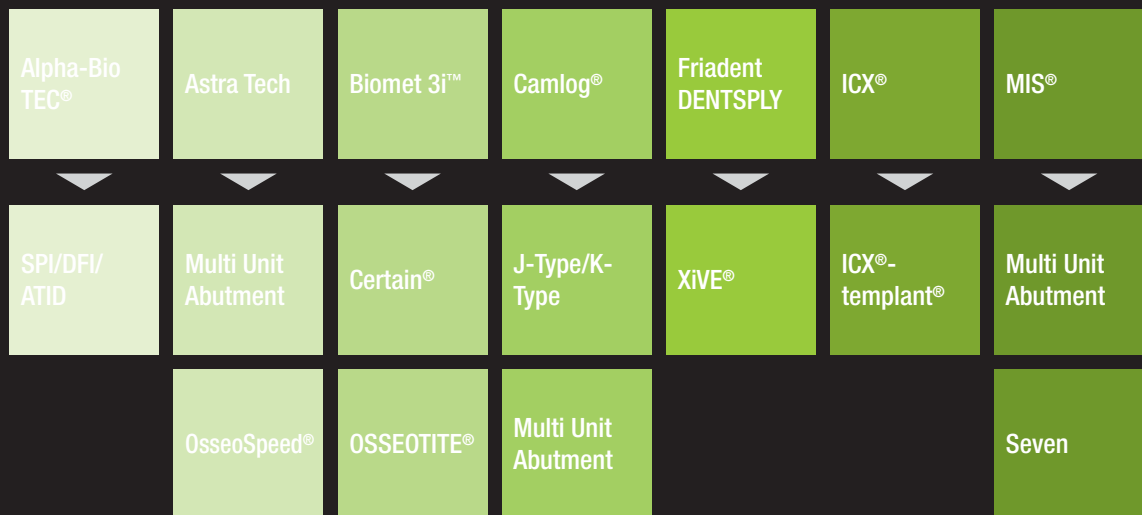 Alpha-Bio
TEC®
Astra Tech
Biomet 3i™
Camlog®
Friadent
DENTSPLY
ICX®
MIS®
SPI/DFI/
ATID
Multi Unit
Abutment
Certain®
J-Type/K-
Type
XiVE®
ICX®-
templant®
Multi Unit
Abutment
OsseoSpeed®
OSSEOTITE®
Multi Unit
Abutment
Seven